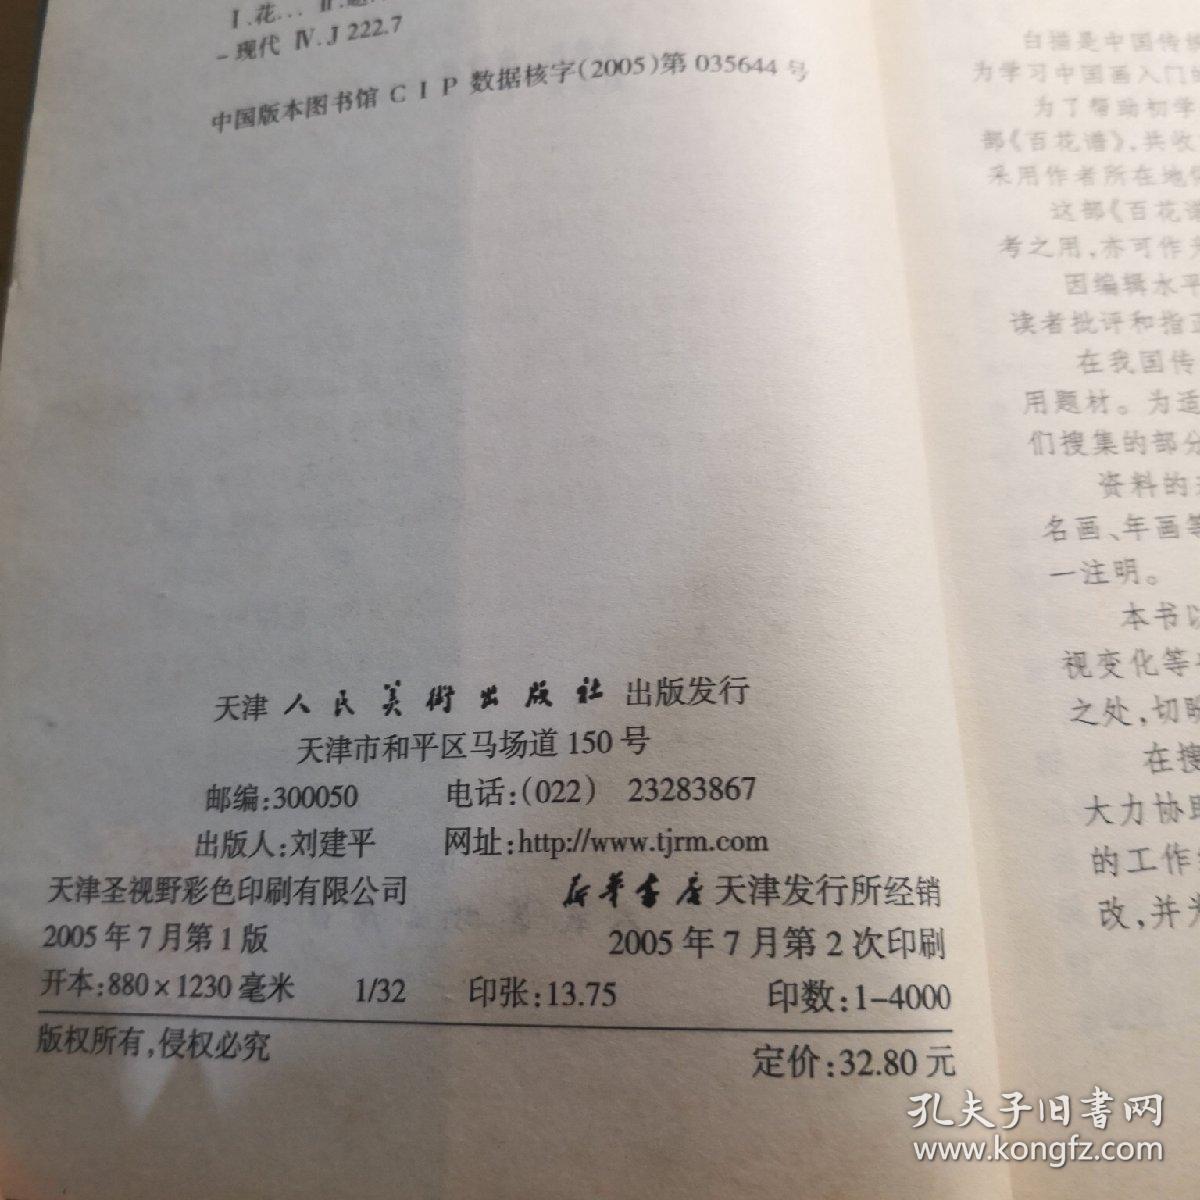 Ⅰ.花… Ⅱ.
-现代 Ⅳ.J 222.7
中国版本图书馆 C I P 数据核字(2005)第 035644 号
天津人民美術出版社 出版发行
天津市和平区马场道 150 号
邮编:300050 电话:(022) 23283867
出版人:刘建平 网址:http://www.tjrm.com
天津圣视野彩色印刷有限公司 新华书店天津发行所经销
2005 年 7 月第 1 版 2005 年 7 月第 2 次印刷
开本:880×1230 毫米 1/32 印张:13.75 印数:1-4000
版权所有,侵权必究 定价:32.80 元
白描是中国传统
为学习中国画入门
为了帮助初学
部《百花谱》,共收
采用作者所在地
这部《百花谱
考之用,亦可作为
因编辑水平
读者批评和指正
在我国传
用题材。为适
们搜集的部分
资料的
名画、年画等
一注明。
本书以
视变化等
之处,切盼
在搜
大力协助
的工作
改,并
孔夫子旧书网
www.kongfz.com